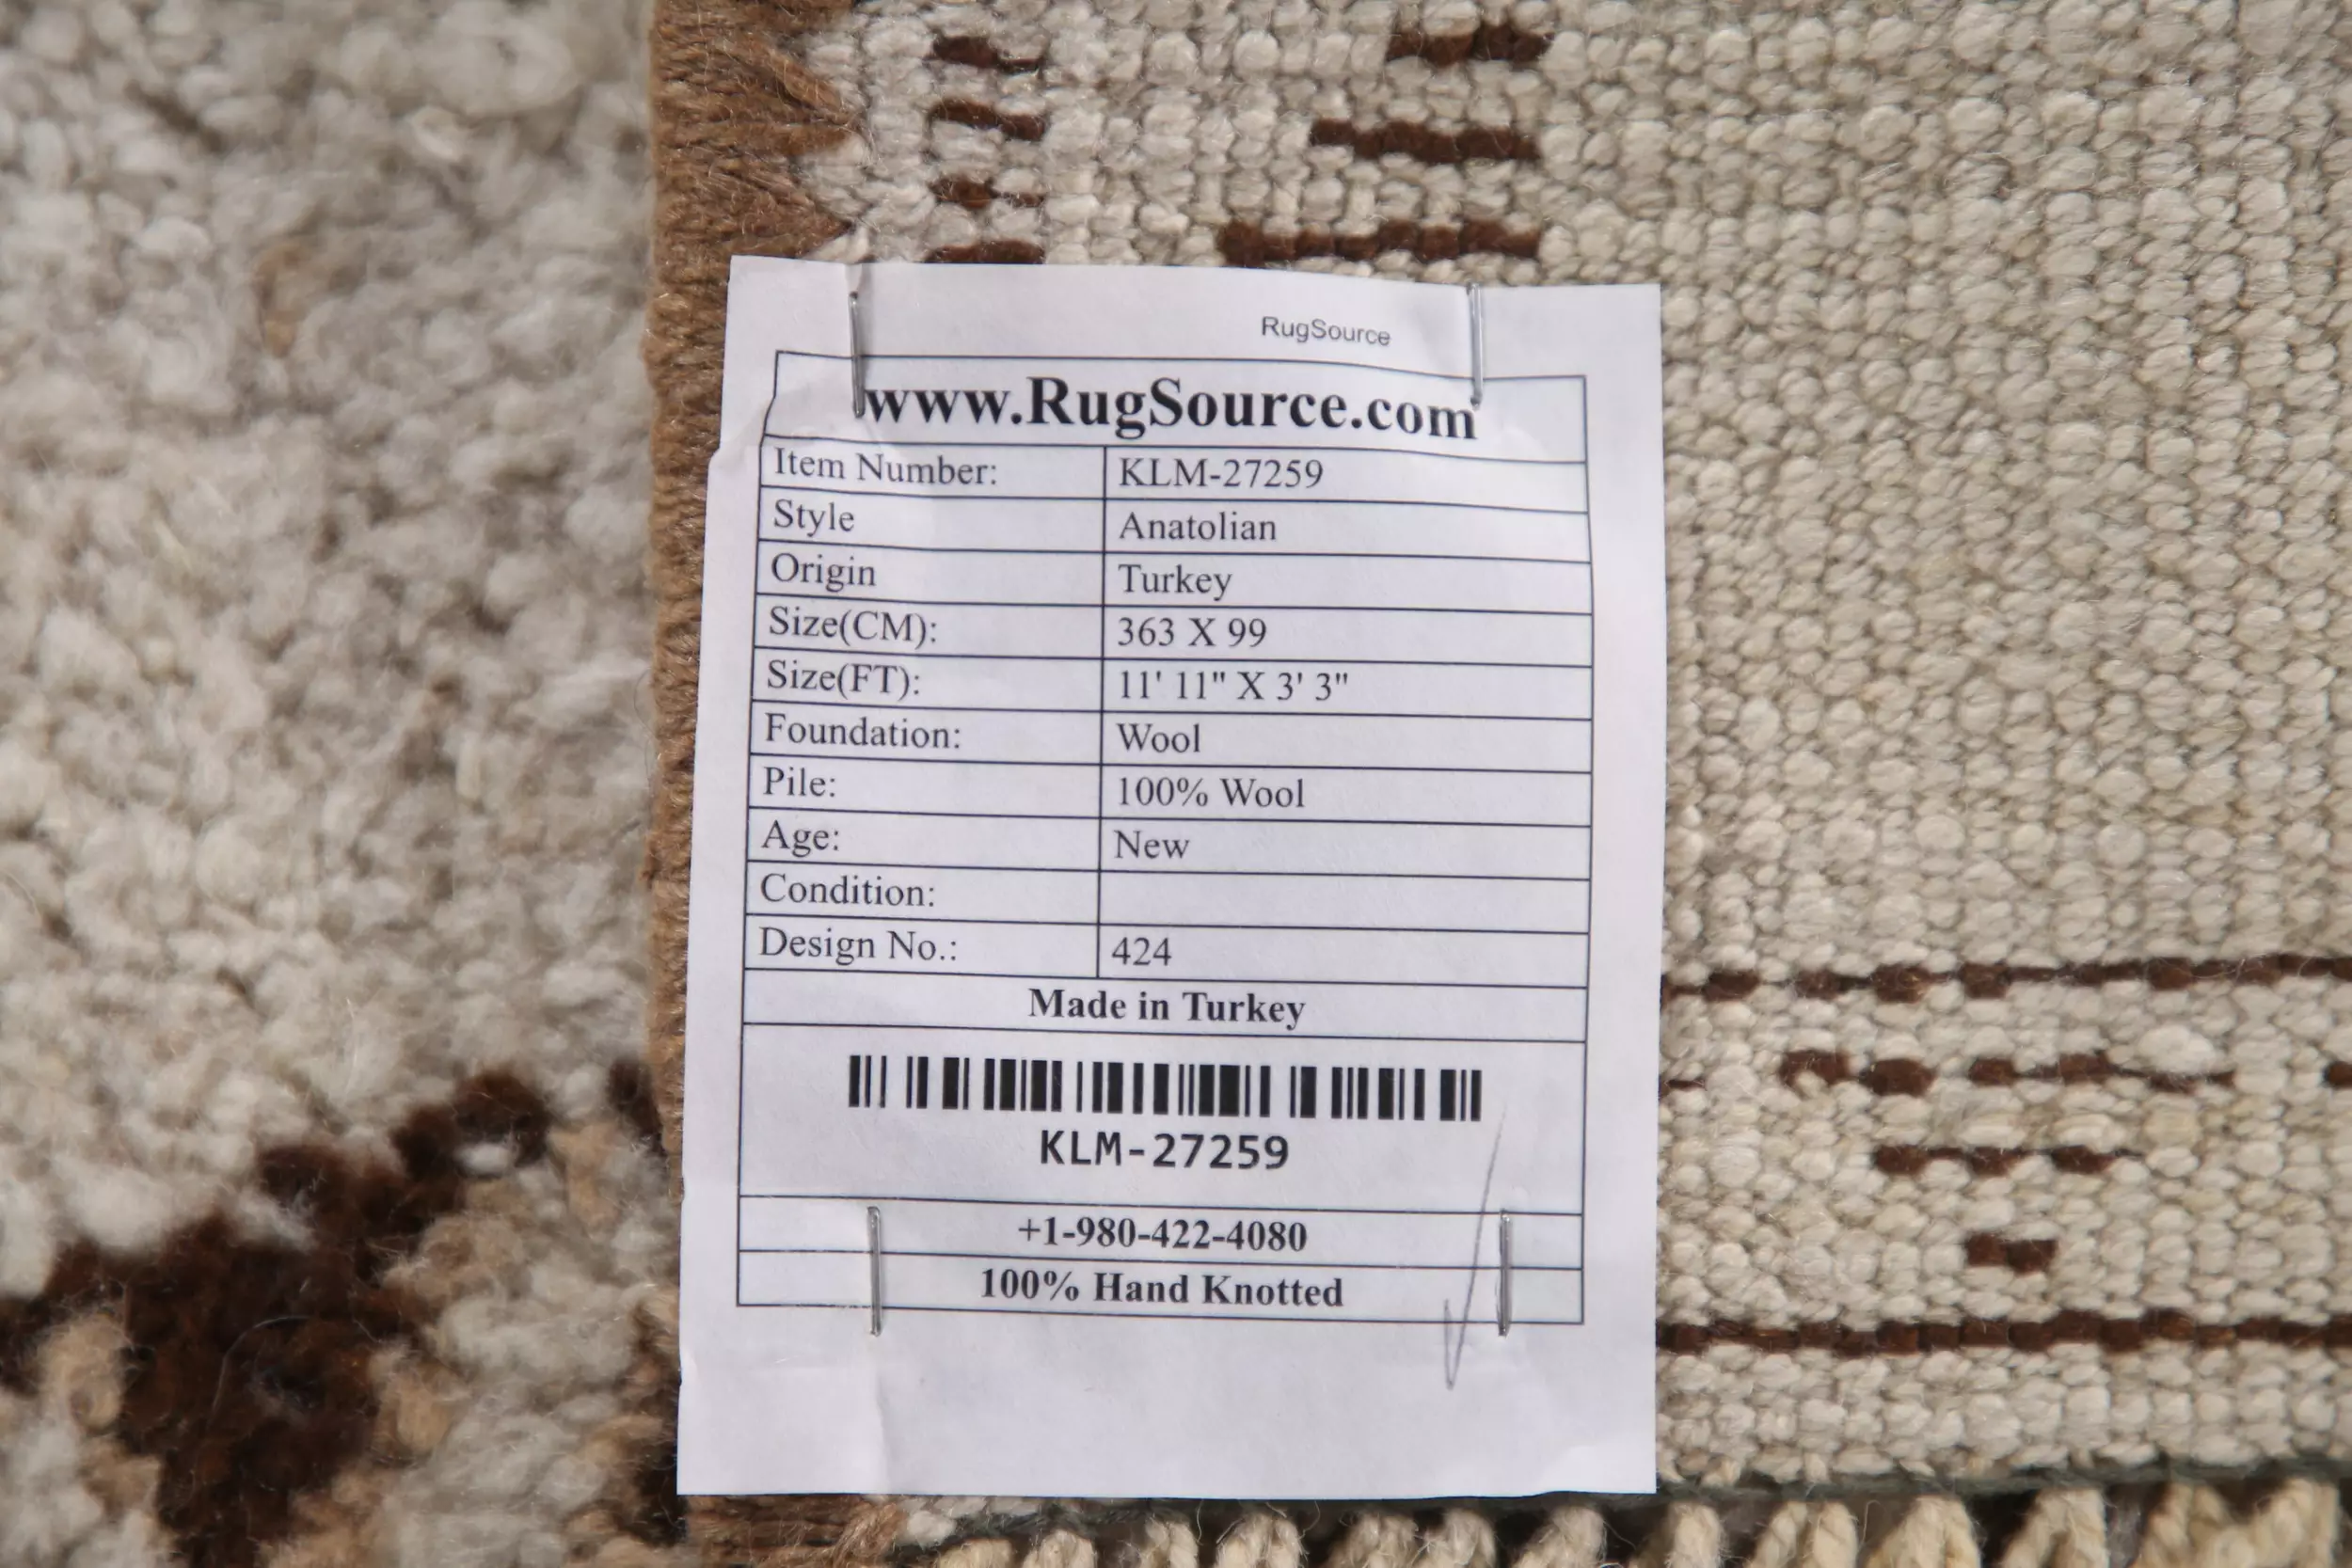 RugSource
www.RugSource.com
Item Number: KLM-27259
Style Anatolian
Origin Turkey
Size(CM): 363 X 99
Size(FT): 11' 11" X 3' 3"
Foundation: Wool
Pile: 100% Wool
Age: New
Condition:
Design No.: 424
Made in Turkey
KLM-27259
+1-980-422-4080
100% Hand Knotted